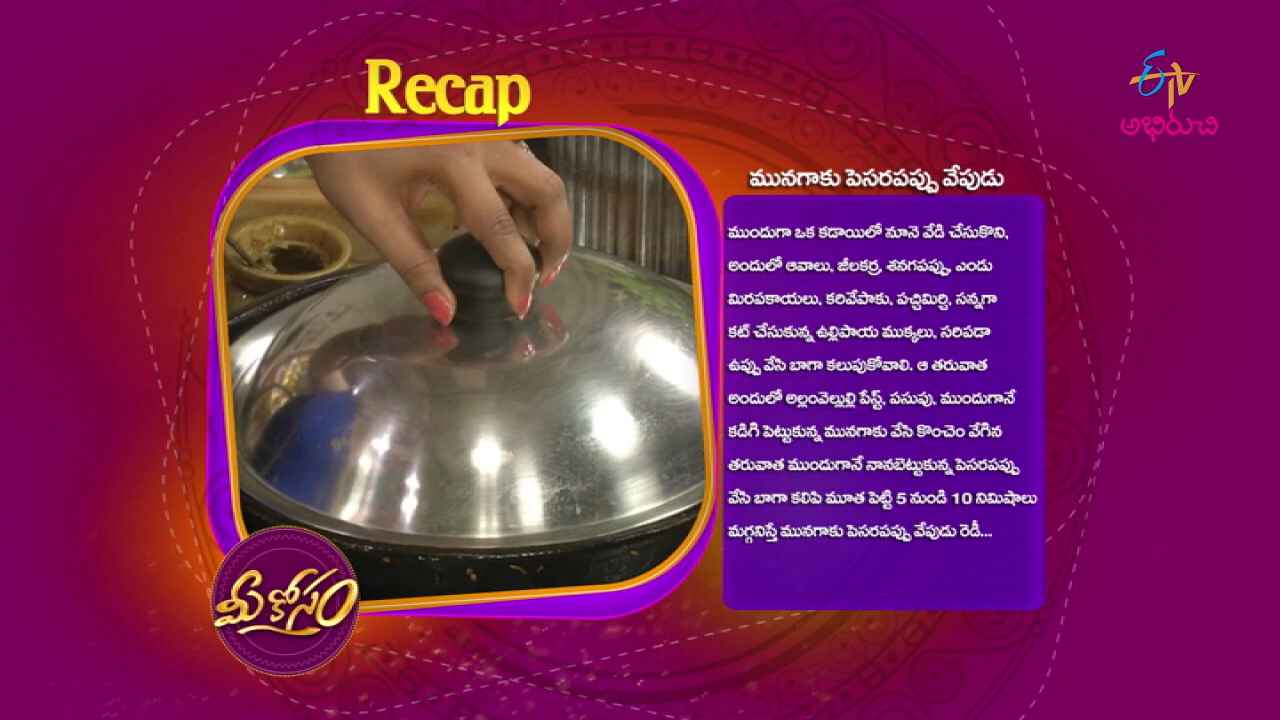 Recap
ETV
అభిరుచి
మునగాకు పెసరపప్పు వేపుడు
ముందుగా ఒక కడాయిలో నూనె వేడి చేసుకొని,
అందులో ఆవాలు, జీలకర్ర, శనగపప్పు, ఎండు
మిరపకాయలు, కరివేపాకు, పచ్చిమిర్చి, సన్నగా
కట్ చేసుకున్న ఉల్లిపాయ ముక్కలు, సరిపడా
ఉప్పు వేసి బాగా కలుపుకోవాలి. ఆ తరువాత
అందులో అల్లంవెల్లుల్లి పేస్ట్, పసుపు, ముందుగానే
కడిగి పెట్టుకున్న మునగాకు వేసి కొంచెం వేగిన
తరువాత ముందుగానే నానబెట్టుకున్న పెసరపప్పు
వేసి బాగా కలిపి మూత పెట్టి 5 నుండి 10 నిమిషాలు
మగ్గనిస్తే మునగాకు పెసరపప్పు వేపుడు రెడీ...
మీ కోసం